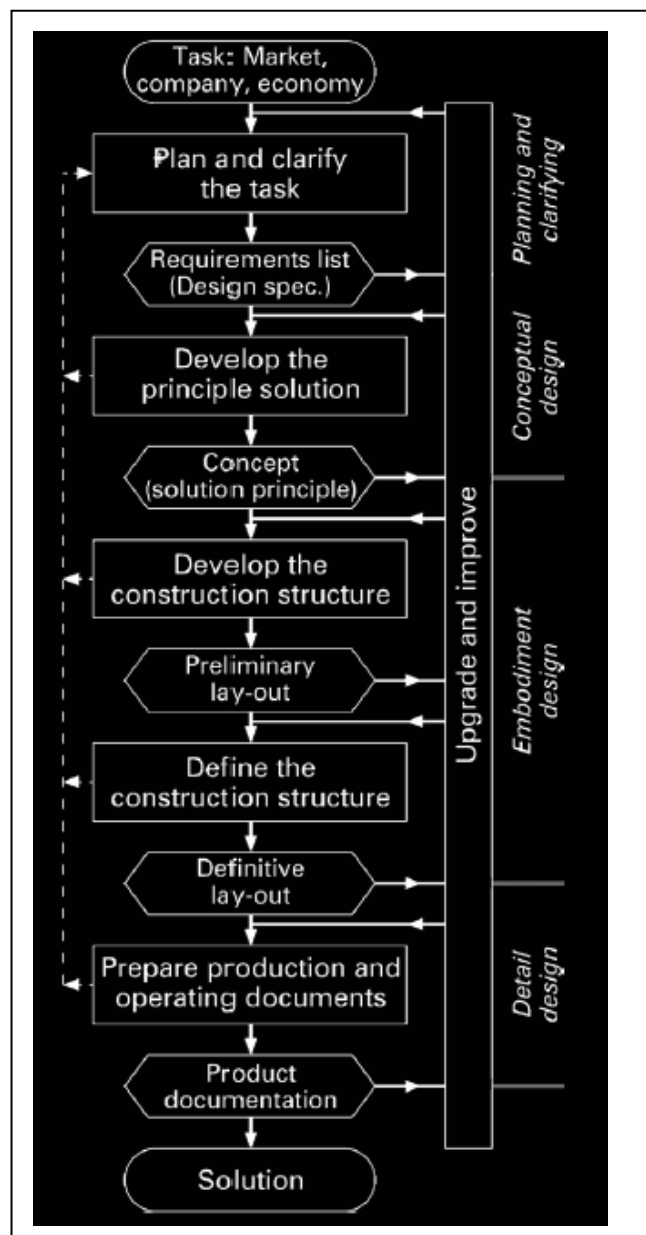 Task: Market,
company, economy
Plan and clarify
the task
Requirements list
(Design spec.)
Develop the
principle solution
Concept
(solution principle)
Develop the
construction structure
Preliminary
lay-out
Define the
construction structure
Definitive
lay-out
Prepare production and
operating documents
Product
documentation
Solution
Upgrade and improve
Planning and
clarifying
Conceptual
design
Embodiment
design
Detail
design